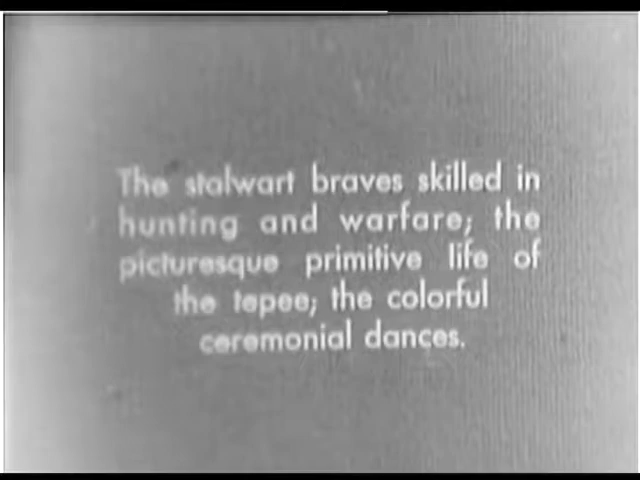 The stalwart braves skilled in
hunting and warfare; the
picturesque primitive life of
the tepee; the colorful
ceremonial dances.